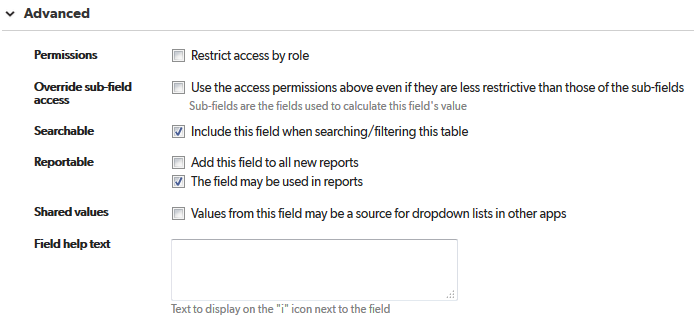 Advanced
Permissions Restrict access by role
Override sub-field access Use the access permissions above even if they are less restrictive than those of the sub-fields
Sub-fields are the fields used to calculate this field's value
Searchable Include this field when searching/filtering this table
Reportable Add this field to all new reports
The field may be used in reports
Shared values Values from this field may be a source for dropdown lists in other apps
Field help text
Text to display on the "i" icon next to the field